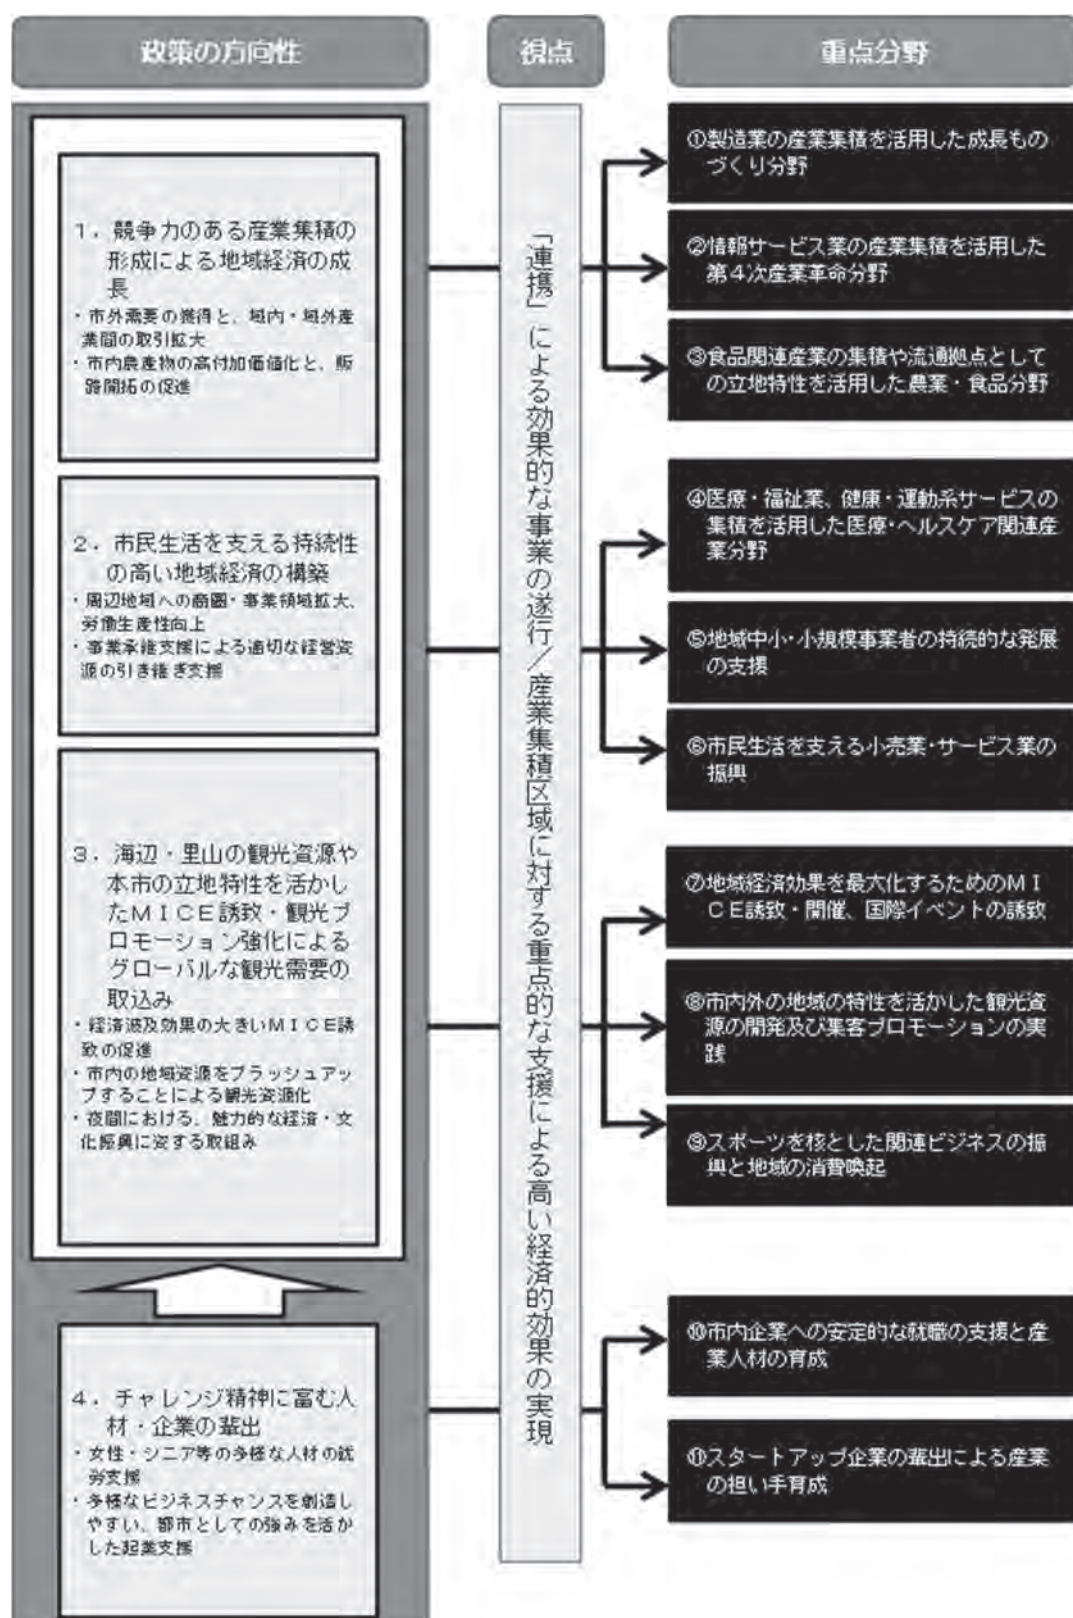 政策の方向性
視点
重点分野
1．競争力のある産業集積の
形成による地域経済の成
長
・市外需要の獲得と、域内・域外産
業間の取引拡大
・市内農産物の高付加価値化と、販
路開拓の促進
2．市民生活を支える持続性
の高い地域経済の構築
・周辺地域への商圏・事業領域拡大、
労働生産性向上
・事業承継支援による適切な経営資
源の引き継ぎ支援
3．海辺・里山の観光資源や
本市の立地特性を活かし
たＭＩＣＥ誘致・観光プ
ロモーション強化による
グローバルな観光需要の
取込み
・経済波及効果の大きいＭＩＣＥ誘
致の促進
・市内の地域資源をブラッシュアッ
プすることによる観光資源化
・夜間における、魅力的な経済・文
化振興に資する取組み
4．チャレンジ精神に富む人
材・企業の輩出
・女性・シニア等の多様な人材の就
労支援
・多様なビジネスチャンスを創造し
やすい、都市としての強みを活か
した起業支援
「連携」による効果的な事業の遂行／産業集積区域に対する重点的な支援による高い経済的効果の実現
①製造業の産業集積を活用した成長もの
づくり分野
②情報サービス業の産業集積を活用した
第４次産業革命分野
③食品関連産業の集積や流通拠点として
の立地特性を活用した農業・食品分野
④医療・福祉業、健康・運動系サービスの
集積を活用した医療・ヘルスケア関連産
業分野
⑤地域中小・小規模事業者の持続的な発展
の支援
⑥市民生活を支える小売業・サービス業の
振興
⑦地域経済効果を最大化するためのＭＩ
ＣＥ誘致・開催、国際イベントの誘致
⑧市内外の地域の特性を活かした観光資
源の開発及び集客プロモーションの実
践
⑨スポーツを核とした関連ビジネスの振
興と地域の消費喚起
⑩市内企業への安定的な就職の支援と産
業人材の育成
⑪スタートアップ企業の輩出による産業
の担い手育成